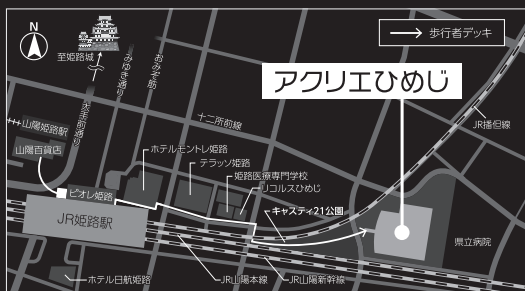 N
至姫路城
歩行者デッキ
みゆき通り
おみぞ筋
アクリエひめじ
大手前通り
十二所前線
JR播但線
山陽姫路駅
山陽百貨店
ホテルモントレ姫路
テラッソ姫路
姫路医療専門学校
リコルスひめじ
ピオレ姫路
キャスティ21公園
JR姫路駅
県立病院
ホテル日航姫路
JR山陽本線
JR山陽新幹線